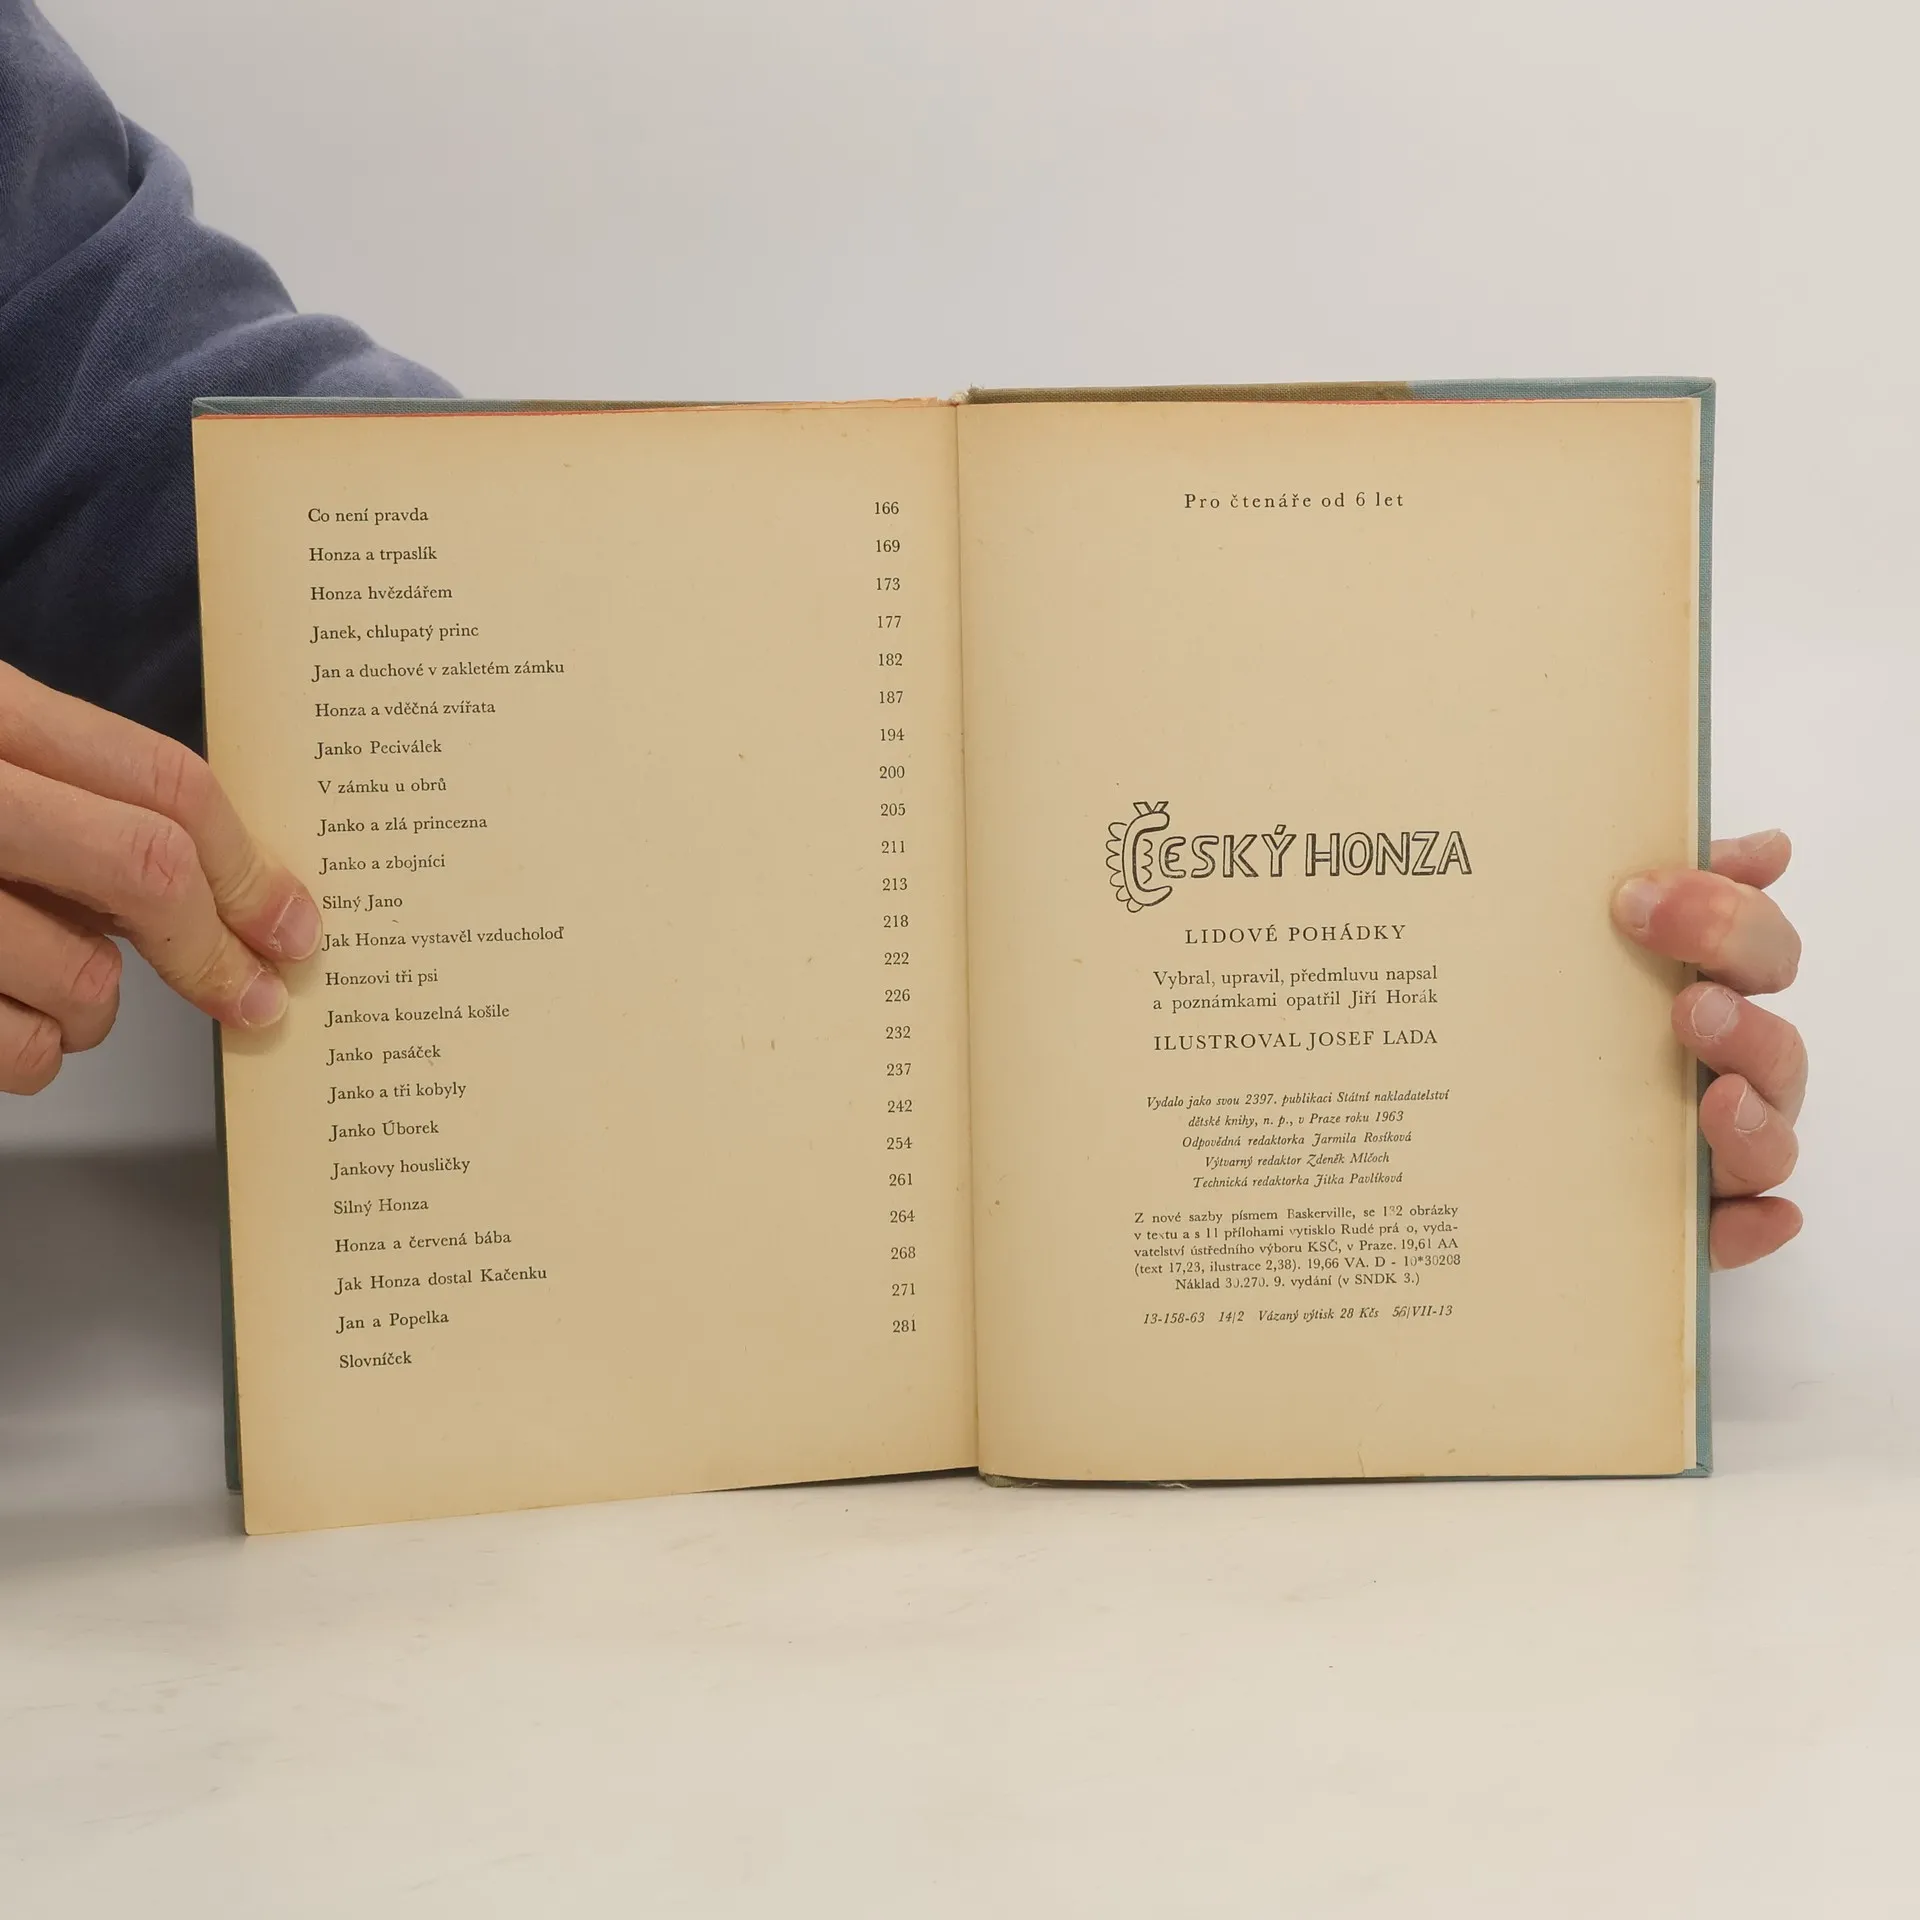 Co není pravda 166
Honza a trpaslík 169
Honza hvězdářem 173
Janek, chlupatý princ 177
Jan a duchové v zakletém zámku 182
Honza a vděčná zvířata 187
Janko Peciválek 194
V zámku u obrů 200
Janko a zlá princezna 205
Janko a zbojníci 211
Silný Jano 213
Jak Honza vystavěl vzducholoď 218
Honzovi tři psi 222
Jankova kouzelná košile 226
Janko pasáček 232
Janko a tři kobyly 237
Janko Úborek 242
Jankovy housličky 254
Silný Honza 261
Honza a červená bába 264
Jak Honza dostal Kačenku 268
Jan a Popelka 271
Slovníček 281
Pro čtenáře od 6 let
ČESKÝ HONZA
LIDOVÉ POHÁDKY
Vybral, upravil, předmluvu napsal
a poznámkami opatřil Jiří Horák
ILUSTROVAL JOSEF LADA
Vydalo jako svou 2397. publikaci Státní nakladatelství
dětské knihy, n. p., v Praze roku 1963
Odpovědná redaktorka Jarmila Rosíková
Výtvarný redaktor Zdeněk Mlčoch
Technická redaktorka Jitka Pavlíková
Z nové sazby písmem Baskerville, se 132 obrázky
v textu a s 11 přílohami vytisklo Rudé prá o, vyda-
vatelství ústředního výboru KSČ, v Praze. 19,61 AA
(text 17,23, ilustrace 2,38). 19,66 VA. D - 10*30208
Náklad 30.270. 9. vydání (v SNDK 3.)
13-158-63 14/2 Vázaný výtisk 28 Kčs 56/VII-13